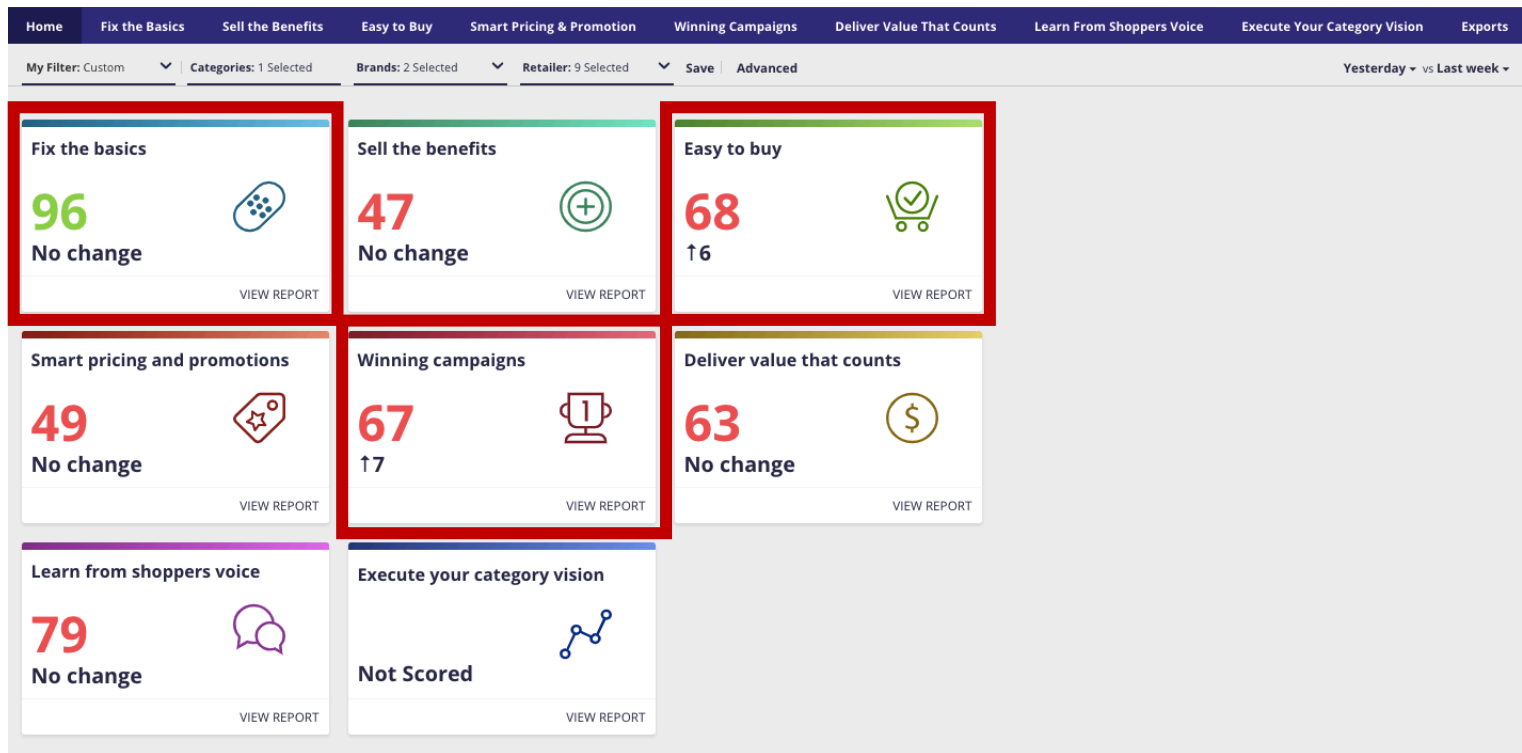 Home Fix the Basics Sell the Benefits Easy to Buy Smart Pricing & Promotion Winning Campaigns Deliver Value That Counts Learn From Shoppers Voice Execute Your Category Vision Exports
My Filter: Custom Categories: 1 Selected Brands: 2 Selected Retailer: 9 Selected Save Advanced Yesterday vs Last week
Fix the basics
96
No change
VIEW REPORT
Sell the benefits
47
No change
VIEW REPORT
Easy to buy
68
↑6
VIEW REPORT
Smart pricing and promotions
49
No change
VIEW REPORT
Winning campaigns
67
1
↑7
VIEW REPORT
Deliver value that counts
63
$
No change
VIEW REPORT
Learn from shoppers voice
79
No change
VIEW REPORT
Execute your category vision
Not Scored
VIEW REPORT